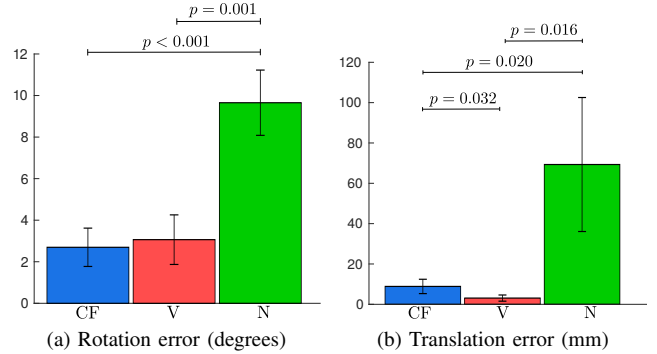 p = 0.001
p < 0.001
12
10
8
6
4
2
0
CF V N
(a) Rotation error (degrees)
p = 0.016
p = 0.020
p = 0.032
120
100
80
60
40
20
0
CF V N
(b) Translation error (mm)